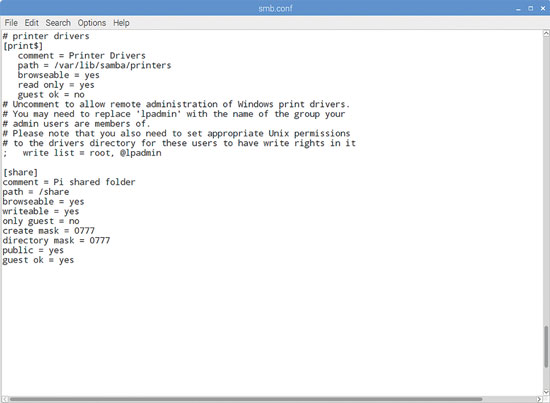 smb.conf
File Edit Search Options Help
# printer drivers
[print$]
   comment = Printer Drivers
   path = /var/lib/samba/printers
   browseable = yes
   read only = yes
   guest ok = no
# Uncomment to allow remote administration of Windows print drivers.
# You may need to replace 'lpadmin' with the name of the group your
# admin users are members of.
# Please note that you also need to set appropriate Unix permissions
# to the drivers directory for these users to have write rights in it
;   write list = root, @lpadmin

[share]
comment = Pi shared folder
path = /share
browseable = yes
writeable = yes
only guest = no
create mask = 0777
directory mask = 0777
public = yes
guest ok = yes